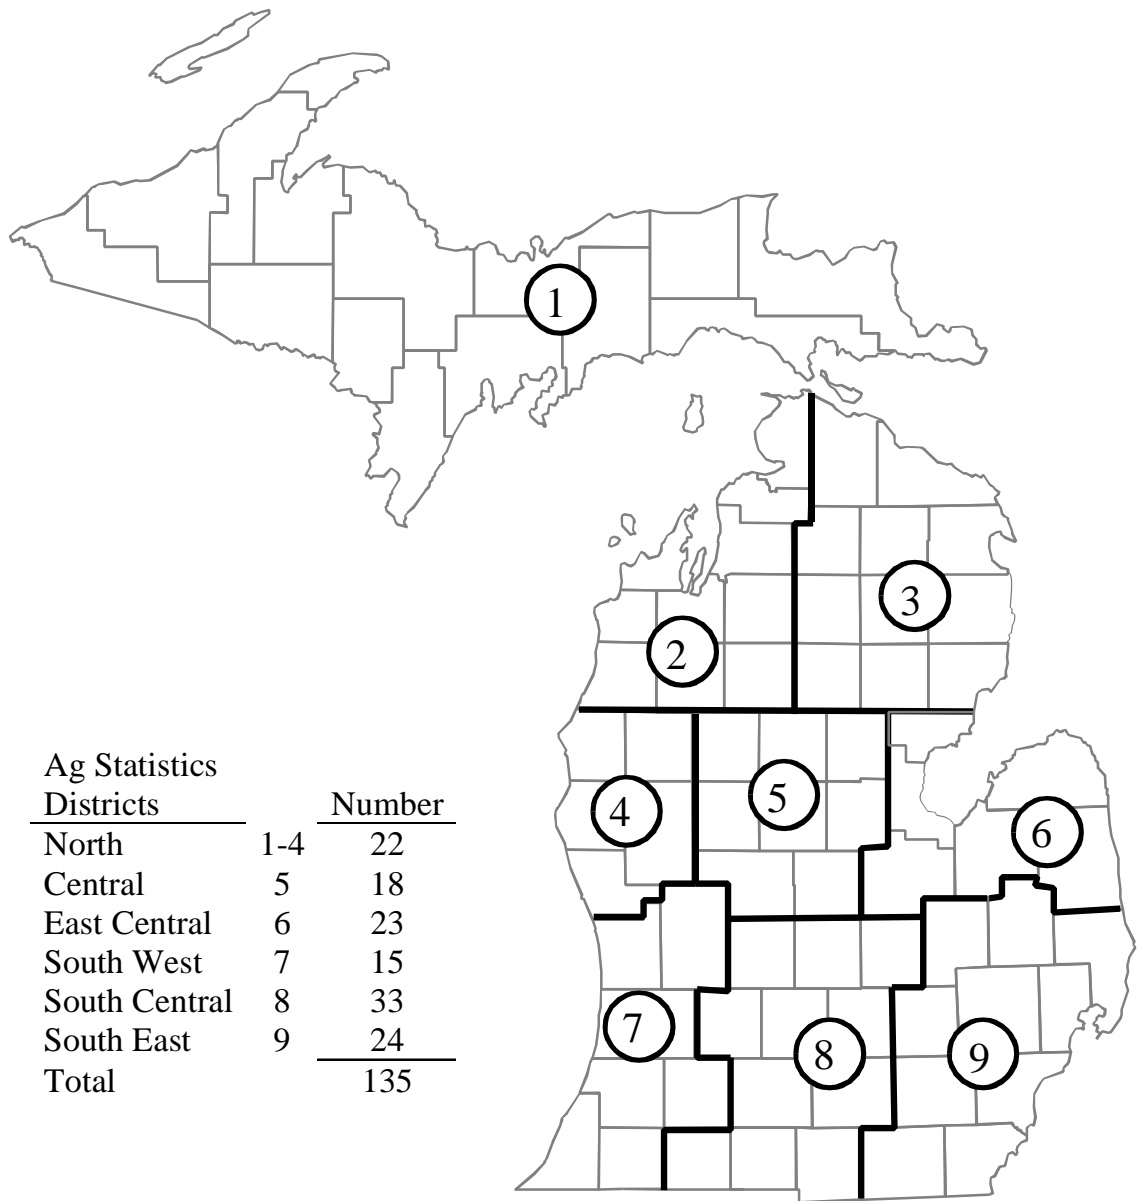 1
3
2
5
4
6
7
8
9
Ag Statistics
Districts Number
North 1-4 22
Central 5 18
East Central 6 23
South West 7 15
South Central 8 33
South East 9 24
Total 135